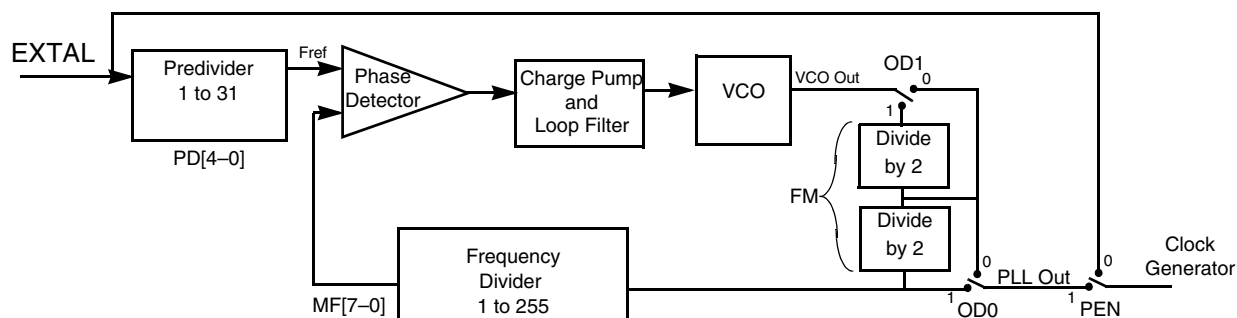 EXTAL
Predivider
1 to 31
PD[4–0]
Fref
Phase
Detector
Charge Pump
and
Loop Filter
VCO
VCO Out
OD1
0
1
Divide
by 2
FM
Divide
by 2
Frequency
Divider
1 to 255
MF[7–0]
0
1
OD0
PLL Out
0
1
PEN
Clock
Generator